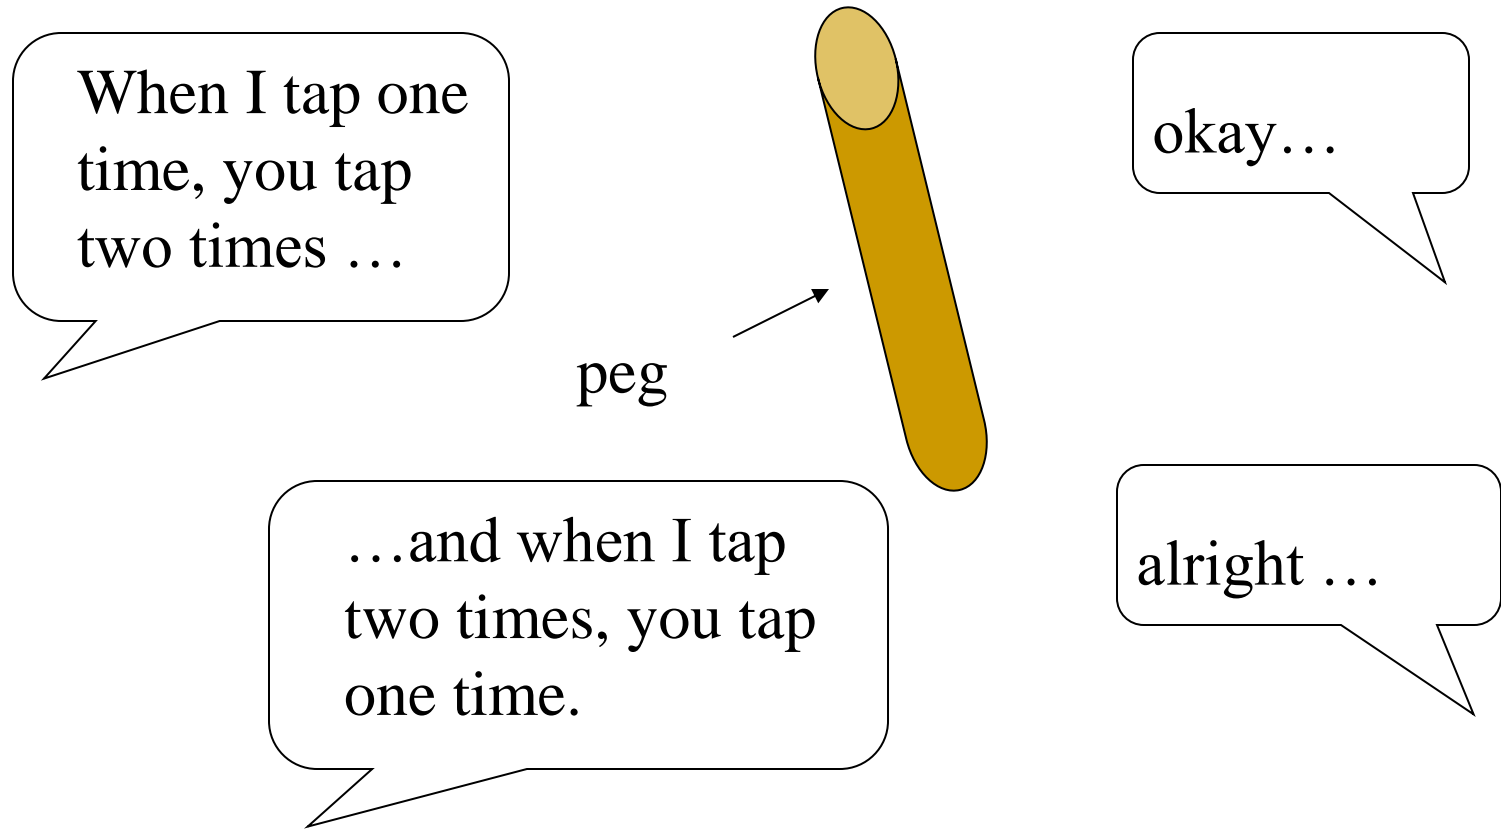 When I tap one
time, you tap
two times …
okay…
peg
…and when I tap
two times, you tap
one time.
alright …